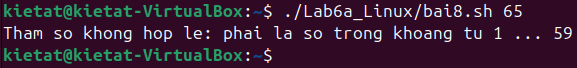 kietat@kietat-VirtualBox:~$ ./Lab6a_Linux/bai8.sh 65
Tham so khong hop le: phai la so trong khoang tu 1 ... 59
kietat@kietat-VirtualBox:~$